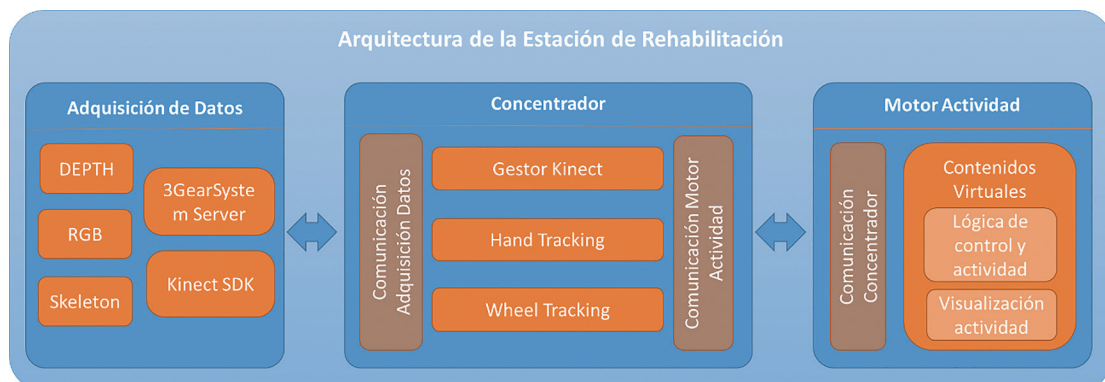 Arquitectura de la Estación de Rehabilitación
Adquisición de Datos
DEPTH
RGB
Skeleton
3GearSyste
m Server
Kinect SDK
Concentrador
Comunicación
Adquisición Datos
Gestor Kinect
Hand Tracking
Wheel Tracking
Comunicación Motor
Actividad
Motor Actividad
Comunicación
Concentrador
Contenidos
Virtuales
Lógica de
control y
actividad
Visualización
actividad